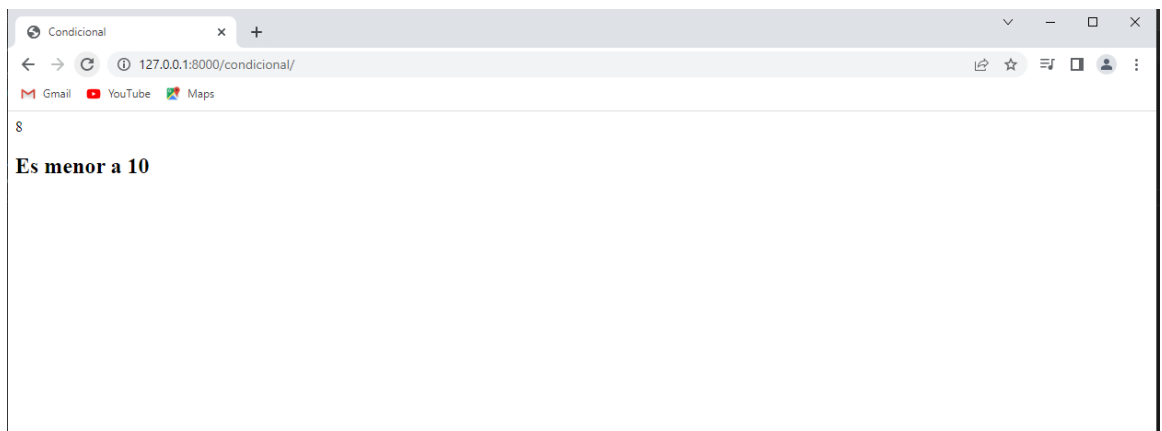 Condicional
127.0.0.1:8000/condicional/
Gmail YouTube Maps
8
Es menor a 10